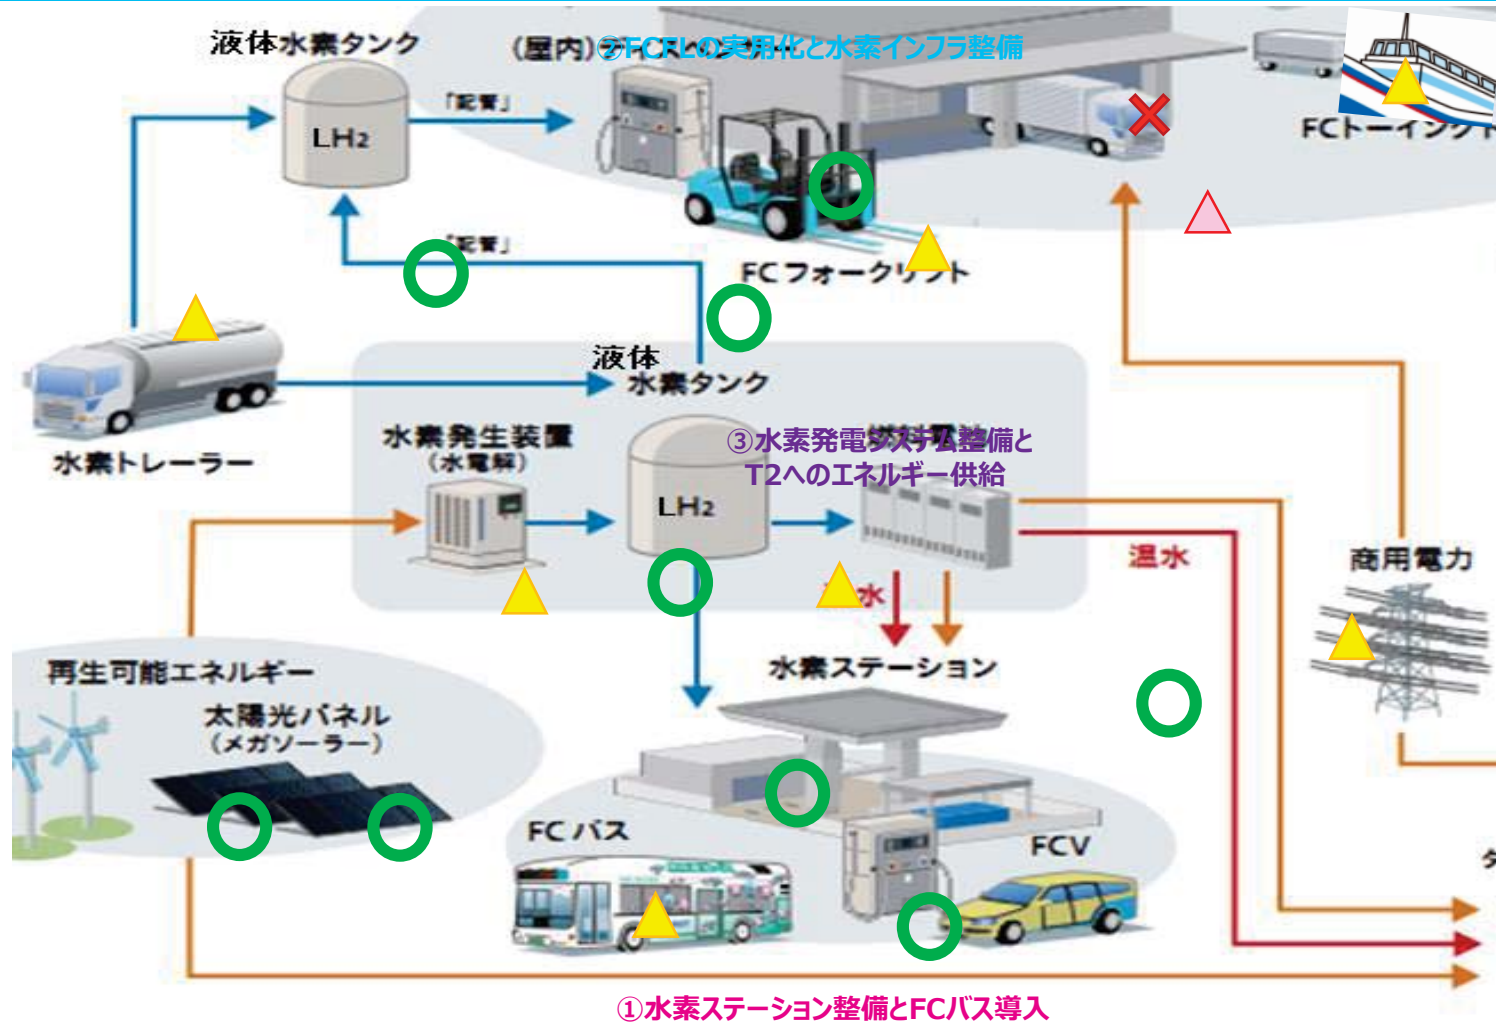 液体水素タンク
(屋内)ディスペンサー
②FCFLの実用化と水素インフラ整備
「配管」
LH2
FCトーイングト
「配管」
FCフォークリフト
液体
水素タンク
水素発生装置
(水電解)
③水素発電システム整備と
T2へのエネルギー供給
水素トレーラー
LH2
温水
商用電力
水
水素ステーション
再生可能エネルギー
太陽光パネル
(メガソーラー)
FCバス
FCV
タ
①水素ステーション整備とFCバス導入